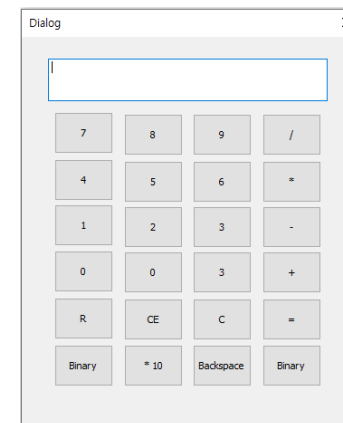 Dialog
7 8 9 /
4 5 6 *
1 2 3 -
0 0 3 +
R CE C =
Binary * 10 Backspace Binary